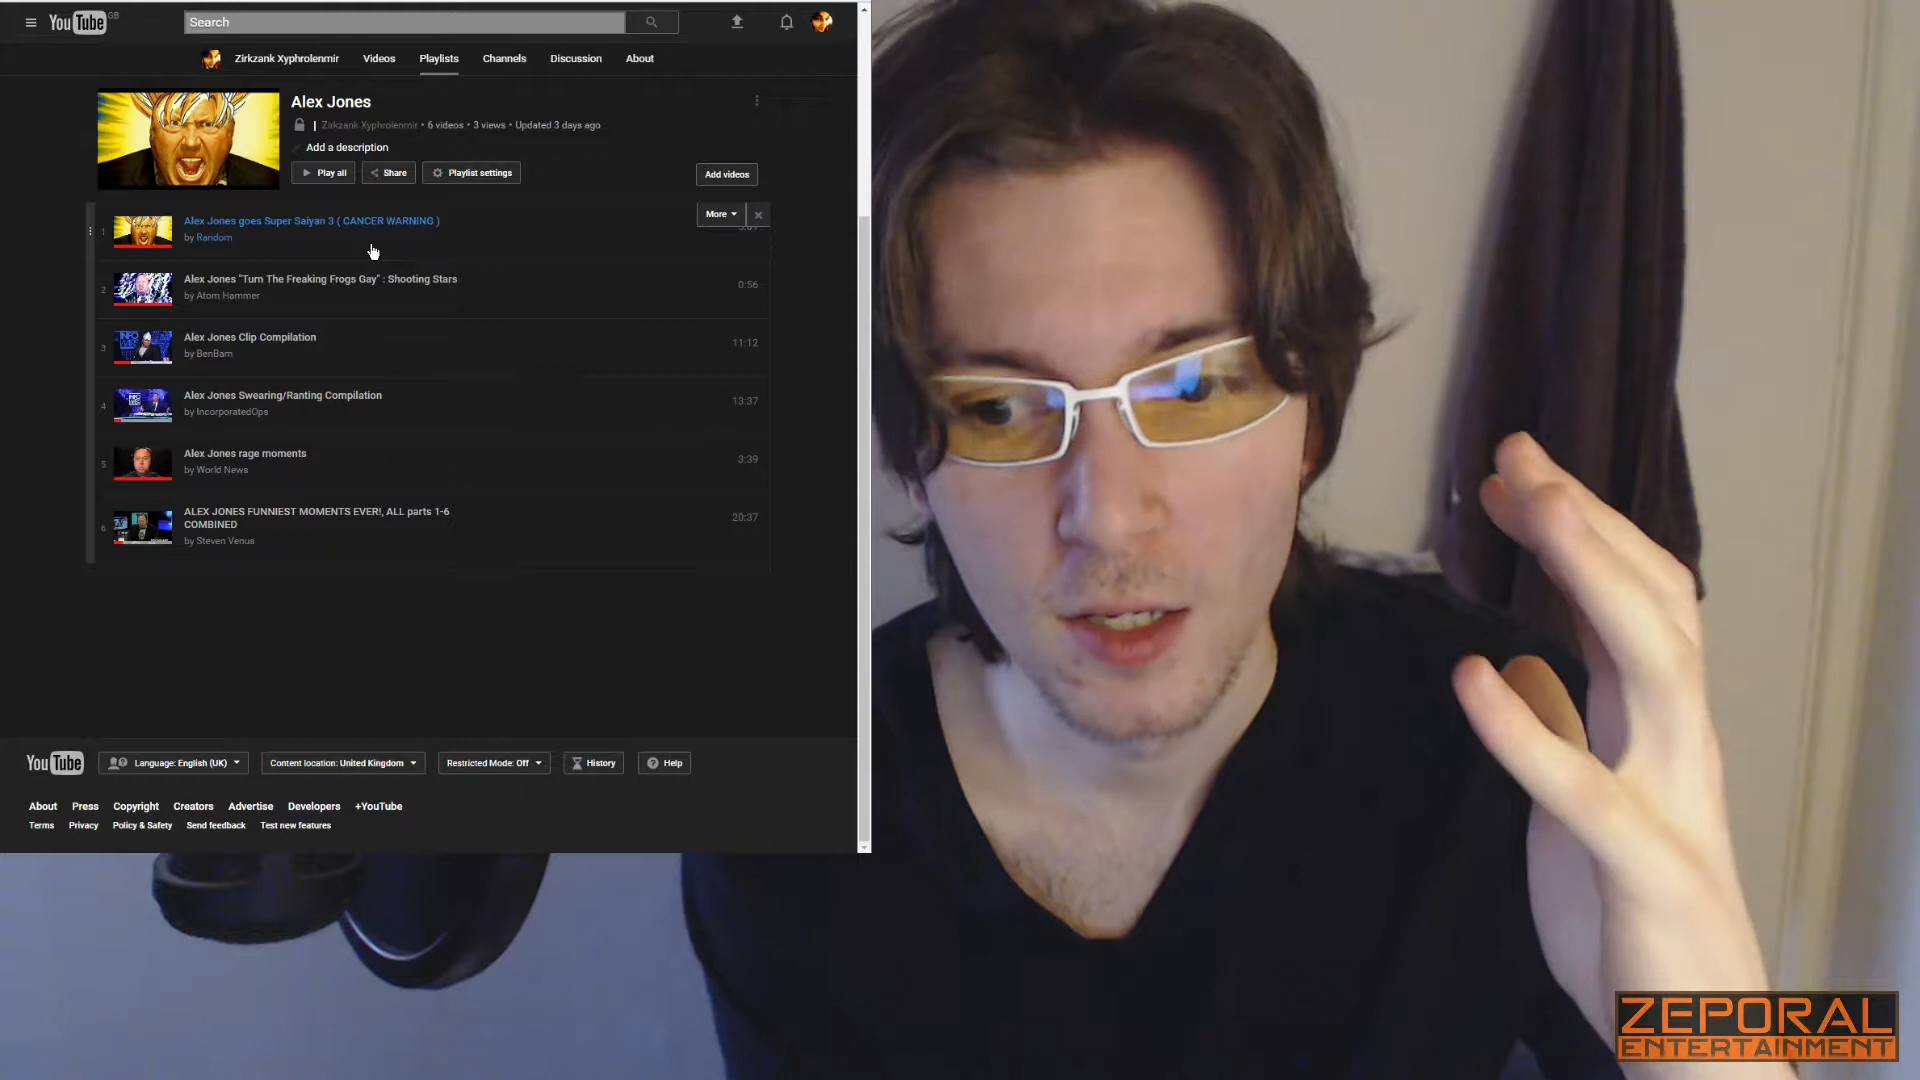 YouTube GB
Search
Zirkzank Xyphrolenmir Videos Playlists Channels Discussion About
Alex Jones
Zirkzank Xyphrolenmir • 6 videos • 3 views • Updated 3 days ago
Add a description
Play all Share Playlist settings Add videos
1 Alex Jones goes Super Saiyan 3 ( CANCER WARNING ) More
by Random
2 Alex Jones "Turn The Freaking Frogs Gay" : Shooting Stars 0:56
by Atom Hammer
3 Alex Jones Clip Compilation 11:12
by BenBam
4 Alex Jones Swearing/Ranting Compilation 13:37
by IncorporatedOps
5 Alex Jones rage moments 3:39
by World News
6 ALEX JONES FUNNIEST MOMENTS EVER!, ALL parts 1-6 20:37
COMBINED
by Steven Venus
YouTube Language: English (UK) Content location: United Kingdom Restricted Mode: Off History Help
About Press Copyright Creators Advertise Developers +YouTube
Terms Privacy Policy & Safety Send feedback Test new features
ZEPORAL
ENTERTAINMENT